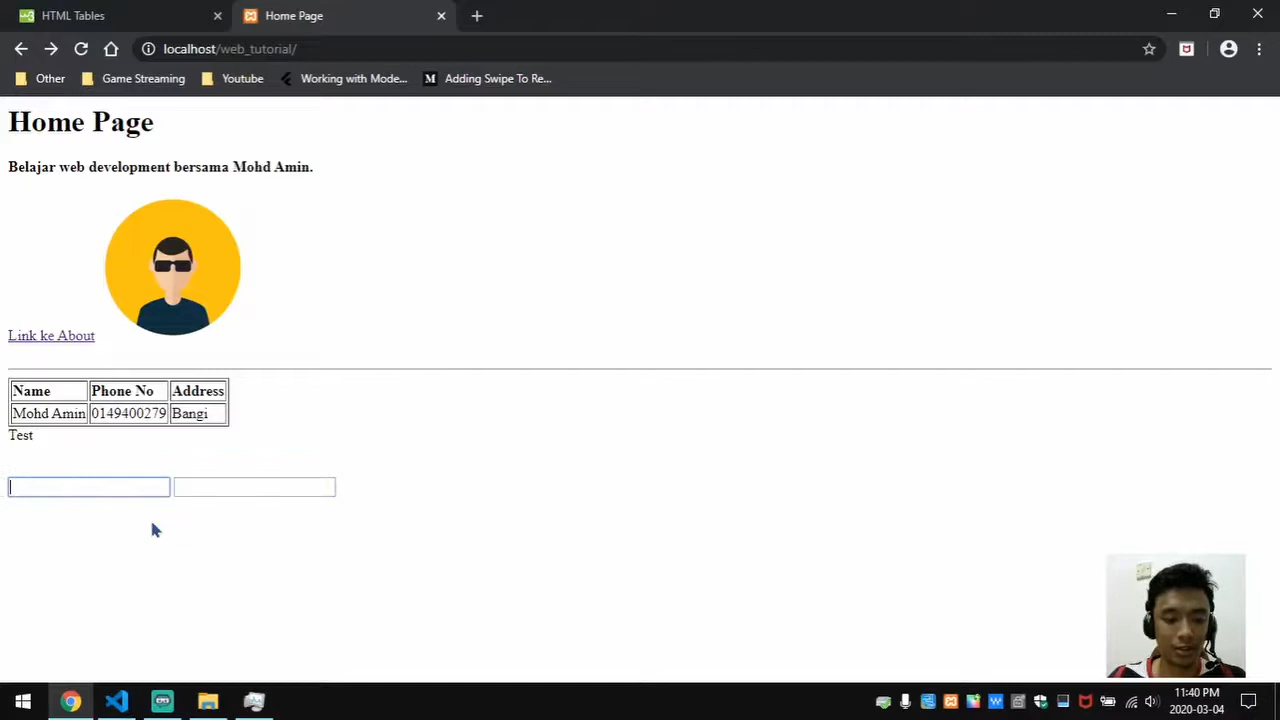 HTML Tables
Home Page
localhost/web_tutorial/
Other
Game Streaming
Youtube
Working with Mode...
M
Adding Swipe To Re...
Home Page
Belajar web development bersama Mohd Amin.
Link ke About
Name Phone No Address
Mohd Amin 0149400279 Bangi
Test
11:40 PM
2020-03-04